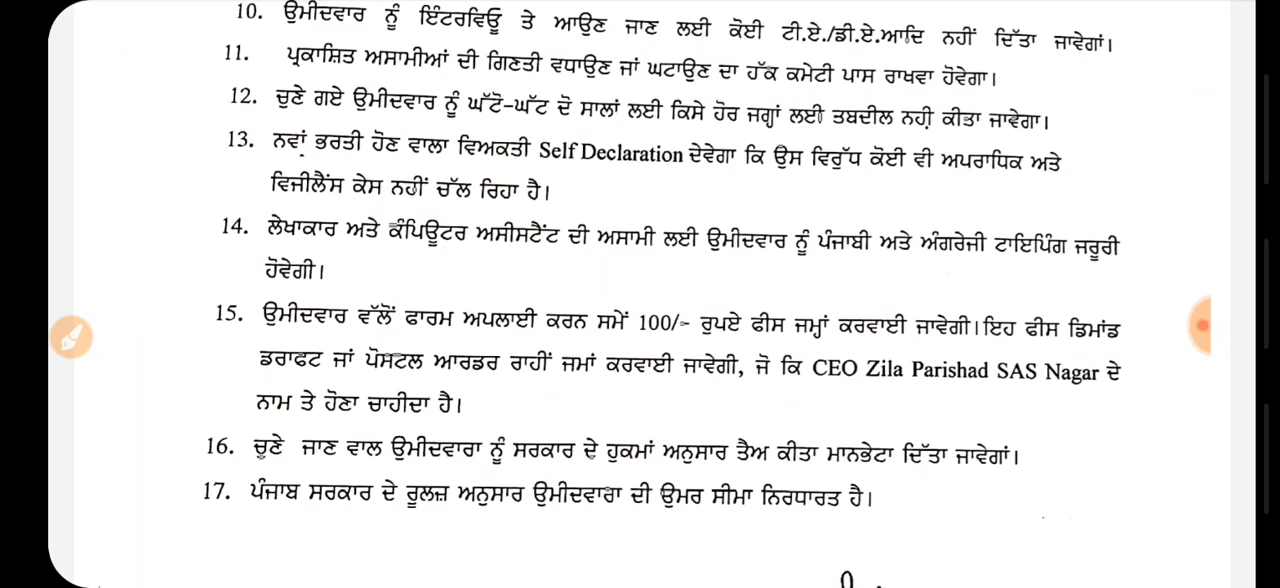 10. ਉਮੀਦਵਾਰ ਨੂੰ ਇੰਟਰਵਿਊ ਤੇ ਆਉਣ ਜਾਣ ਲਈ ਕੋਈ ਟੀ.ਏ./ਡੀ.ਏ.ਆਦਿ ਨਹੀਂ ਦਿੱਤਾ ਜਾਵੇਗਾਂ।
11. ਪ੍ਰਕਾਸ਼ਿਤ ਅਸਾਮੀਆਂ ਦੀ ਗਿਣਤੀ ਵਧਾਉਣ ਜਾਂ ਘਟਾਉਣ ਦਾ ਹੱਕ ਕਮੇਟੀ ਪਾਸ ਰਾਖਵਾ ਹੋਵੇਗਾ।
12. ਚੁਣੇ ਗਏ ਉਮੀਦਵਾਰ ਨੂੰ ਘੱਟੋ-ਘੱਟ ਦੋ ਸਾਲਾਂ ਲਈ ਕਿਸੇ ਹੋਰ ਜਗ੍ਹਾਂ ਲਈ ਤਬਦੀਲ ਨਹੀ ਕੀਤਾ ਜਾਵੇਗਾ।
13. ਨਵਾਂ ਭਰਤੀ ਹੋਣ ਵਾਲਾ ਵਿਅਕਤੀ Self Declaration ਦੇਵੇਗਾ ਕਿ ਉਸ ਵਿਰੁੱਧ ਕੋਈ ਵੀ ਅਪਰਾਧਿਕ ਅਤੇ
ਵਿਜੀਲੈਂਸ ਕੇਸ ਨਹੀਂ ਚੱਲ ਰਿਹਾ ਹੈ।
14. ਲੇਖਾਕਾਰ ਅਤੇ ਕੰਪਿਊਟਰ ਅਸੀਸਟੈਂਟ ਦੀ ਅਸਾਮੀ ਲਈ ਉਮੀਦਵਾਰ ਨੂੰ ਪੰਜਾਬੀ ਅਤੇ ਅੰਗਰੇਜੀ ਟਾਇਪਿੰਗ ਜਰੂਰੀ
ਹੋਵੇਗੀ।
15. ਉਮੀਦਵਾਰ ਵੱਲੋਂ ਫਾਰਮ ਅਪਲਾਈ ਕਰਨ ਸਮੇਂ 100/- ਰੁਪਏ ਫੀਸ ਜਮ੍ਹਾਂ ਕਰਵਾਈ ਜਾਵੇਗੀ।ਇਹ ਫੀਸ ਡਿਮਾਂਡ
ਡਰਾਫਟ ਜਾਂ ਪੋਸਟਲ ਆਰਡਰ ਰਾਹੀਂ ਜਮਾਂ ਕਰਵਾਈ ਜਾਵੇਗੀ, ਜੋ ਕਿ CEO Zila Parishad SAS Nagar ਦੇ
ਨਾਮ ਤੇ ਹੋਣਾ ਚਾਹੀਦਾ ਹੈ।
16. ਚੁਣੇ ਜਾਣ ਵਾਲ ਉਮੀਦਵਾਰਾ ਨੂੰ ਸਰਕਾਰ ਦੇ ਹੁਕਮਾਂ ਅਨੁਸਾਰ ਤੈਅ ਕੀਤਾ ਮਾਨਭੇਟਾ ਦਿੱਤਾ ਜਾਵੇਗਾਂ।
17. ਪੰਜਾਬ ਸਰਕਾਰ ਦੇ ਰੂਲਜ਼ ਅਨੁਸਾਰ ਉਮੀਦਵਾਰਾ ਦੀ ਉਮਰ ਸੀਮਾ ਨਿਰਧਾਰਤ ਹੈ।